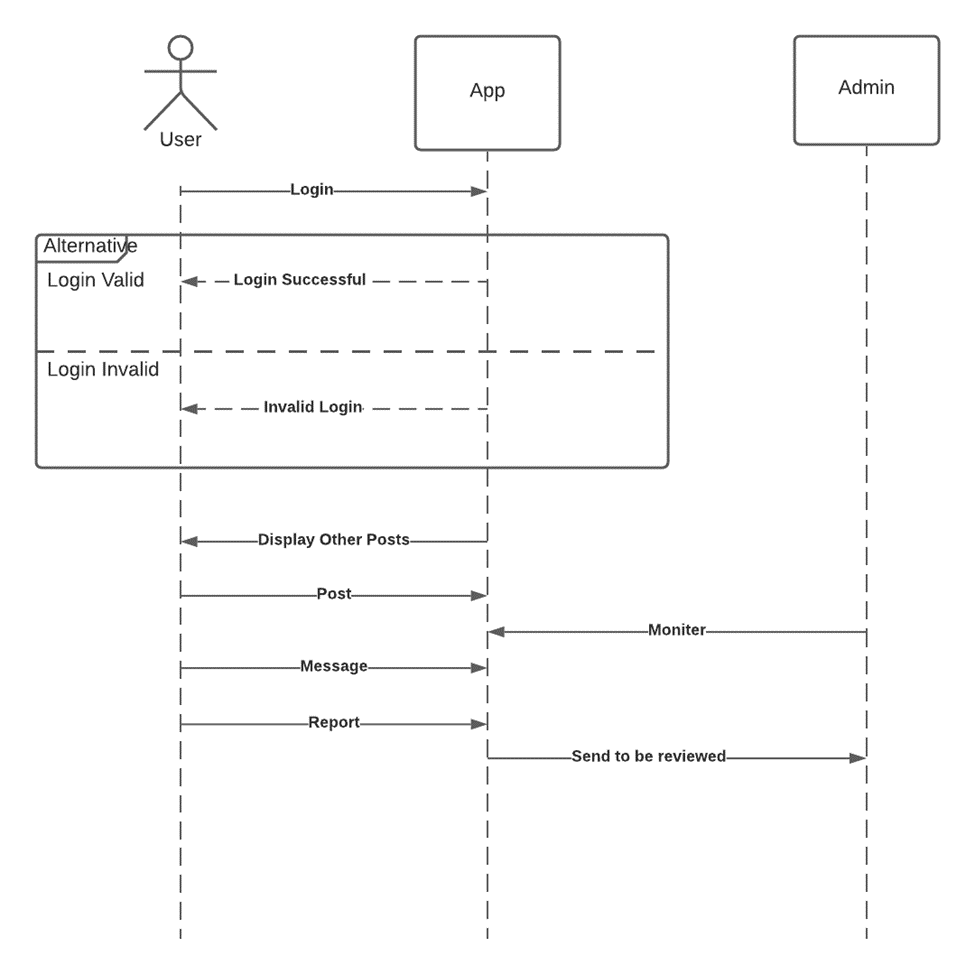 User
App
Admin
Login
Alternative
Login Valid
Login Successful
Login Invalid
Invalid Login
Display Other Posts
Post
Moniter
Message
Report
Send to be reviewed